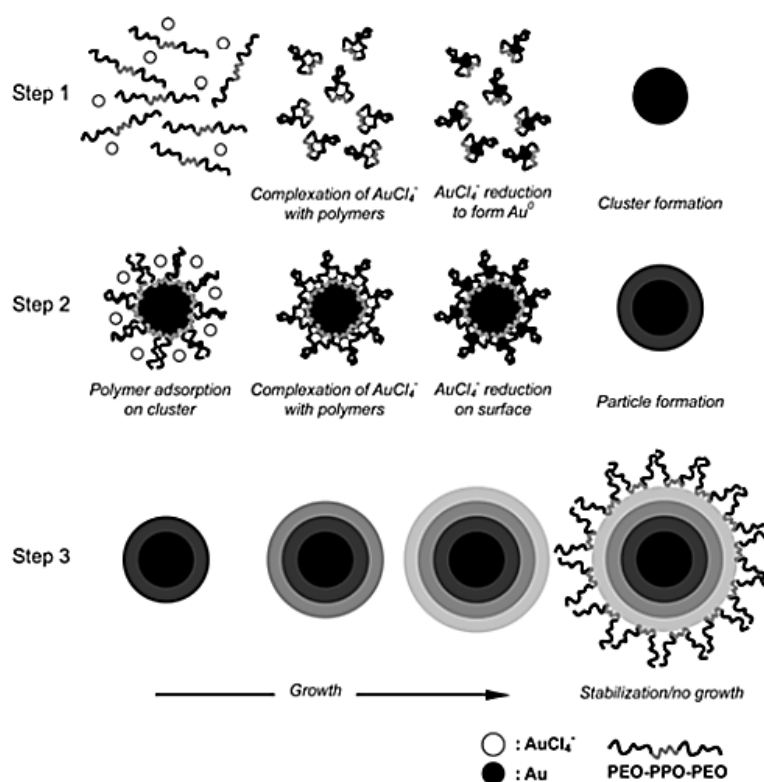 Step 1
Complexation of AuCl₄⁻
with polymers
AuCl₄⁻ reduction
to form Au⁰
Cluster formation
Step 2
Polymer adsorption
on cluster
Complexation of AuCl₄⁻
with polymers
AuCl₄⁻ reduction
on surface
Particle formation
Step 3
Growth
Stabilization/no growth
: AuCl₄⁻
: Au
PEO-PPO-PEO